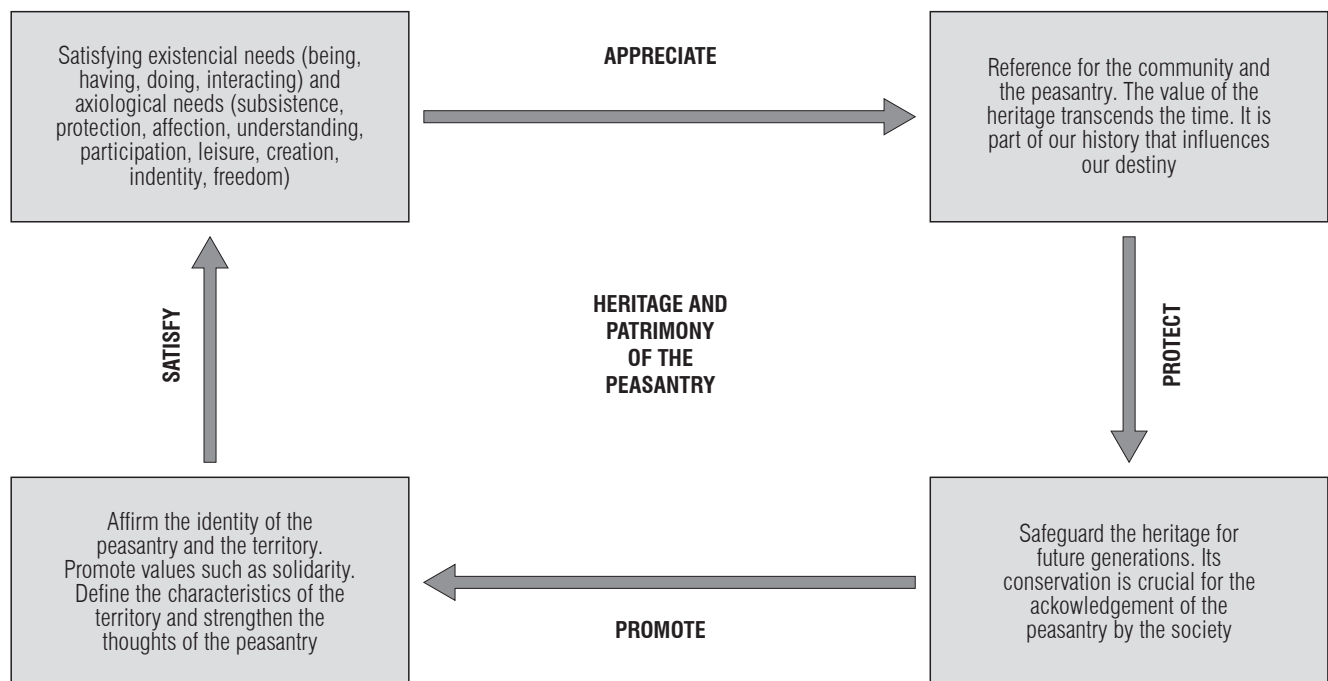 Satisfying existencial needs (being,
having, doing, interacting) and
axiological needs (subsistence,
protection, affection, understanding,
participation, leisure, creation,
indentity, freedom)
APPRECIATE
Reference for the community and
the peasantry. The value of the
heritage transcends the time. It is
part of our history that influences
our destiny
SATISFY
HERITAGE AND
PATRIMONY
OF THE
PEASANTRY
PROTECT
Affirm the identity of the
peasantry and the territory.
Promote values such as solidarity.
Define the characteristics of the
territory and strengthen the
thoughts of the peasantry
PROMOTE
Safeguard the heritage for
future generations. Its
conservation is crucial for the
ackowledgement of the
peasantry by the society